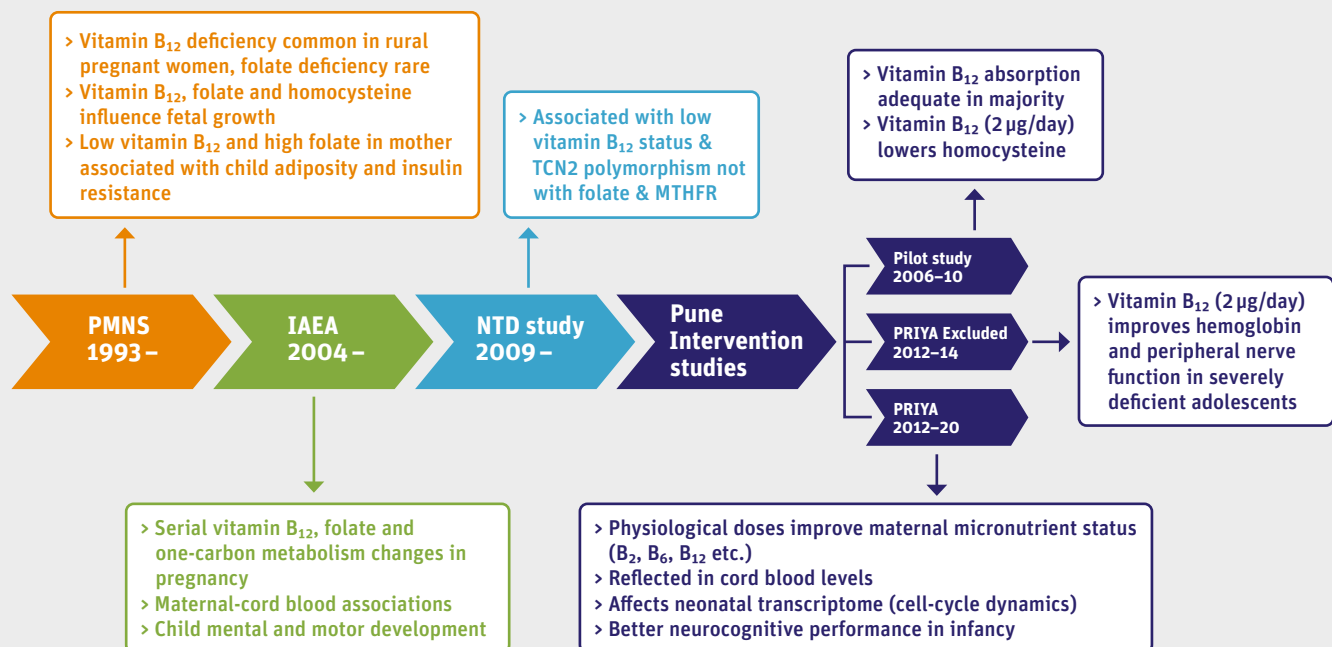 > Vitamin B₁₂ deficiency common in rural
pregnant women, folate deficiency rare
> Vitamin B₁₂, folate and homocysteine
influence fetal growth
> Low vitamin B₁₂ and high folate in mother
associated with child adiposity and insulin
resistance
> Associated with low
vitamin B₁₂ status &
TCN2 polymorphism not
with folate & MTHFR
> Vitamin B₁₂ absorption
adequate in majority
> Vitamin B₁₂ (2 µg/day)
lowers homocysteine
PMNS
1993–
IAEA
2004–
NTD study
2009–
Pune
Intervention
studies
Pilot study
2006–10
PRIYA Excluded
2012–14
PRIYA
2012–20
> Vitamin B₁₂ (2 µg/day)
improves hemoglobin
and peripheral nerve
function in severely
deficient adolescents
> Serial vitamin B₁₂, folate and
one-carbon metabolism changes in
pregnancy
> Maternal-cord blood associations
> Child mental and motor development
> Physiological doses improve maternal micronutrient status
(B₂, B₆, B₁₂ etc.)
> Reflected in cord blood levels
> Affects neonatal transcriptome (cell-cycle dynamics)
> Better neurocognitive performance in infancy